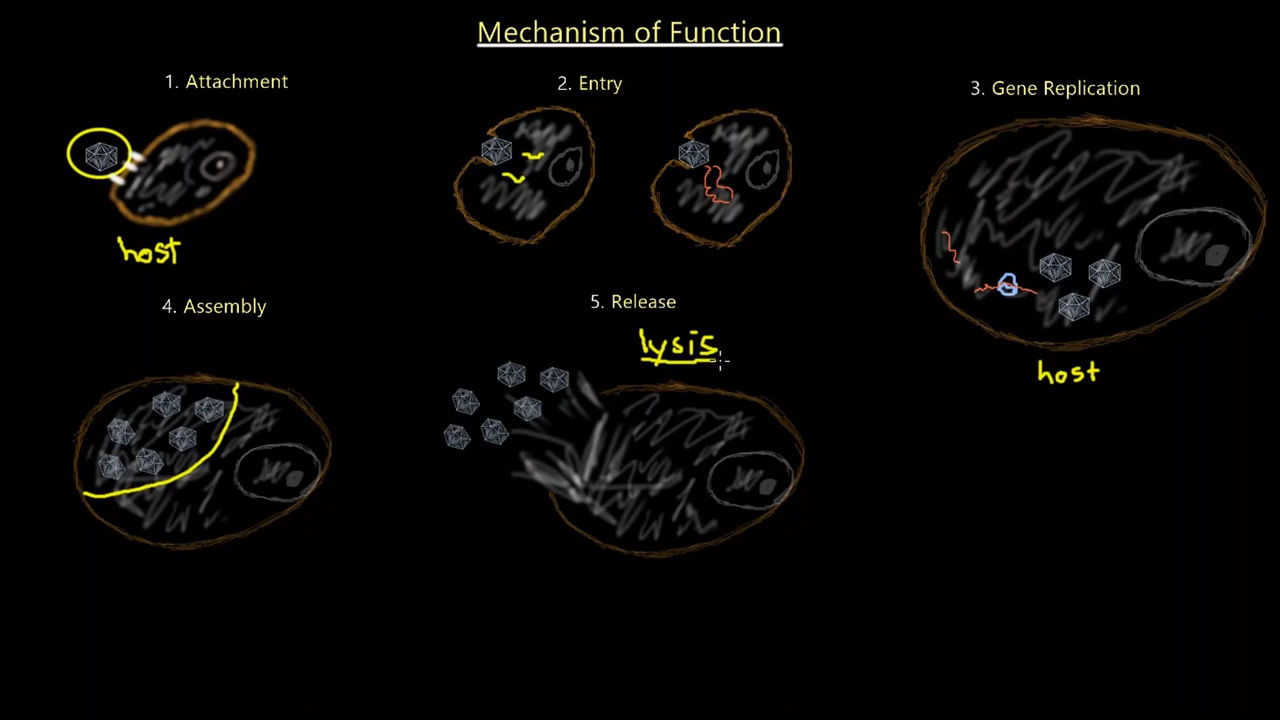 Mechanism of Function
1. Attachment
2. Entry
3. Gene Replication
host
4. Assembly
5. Release
lysis
host